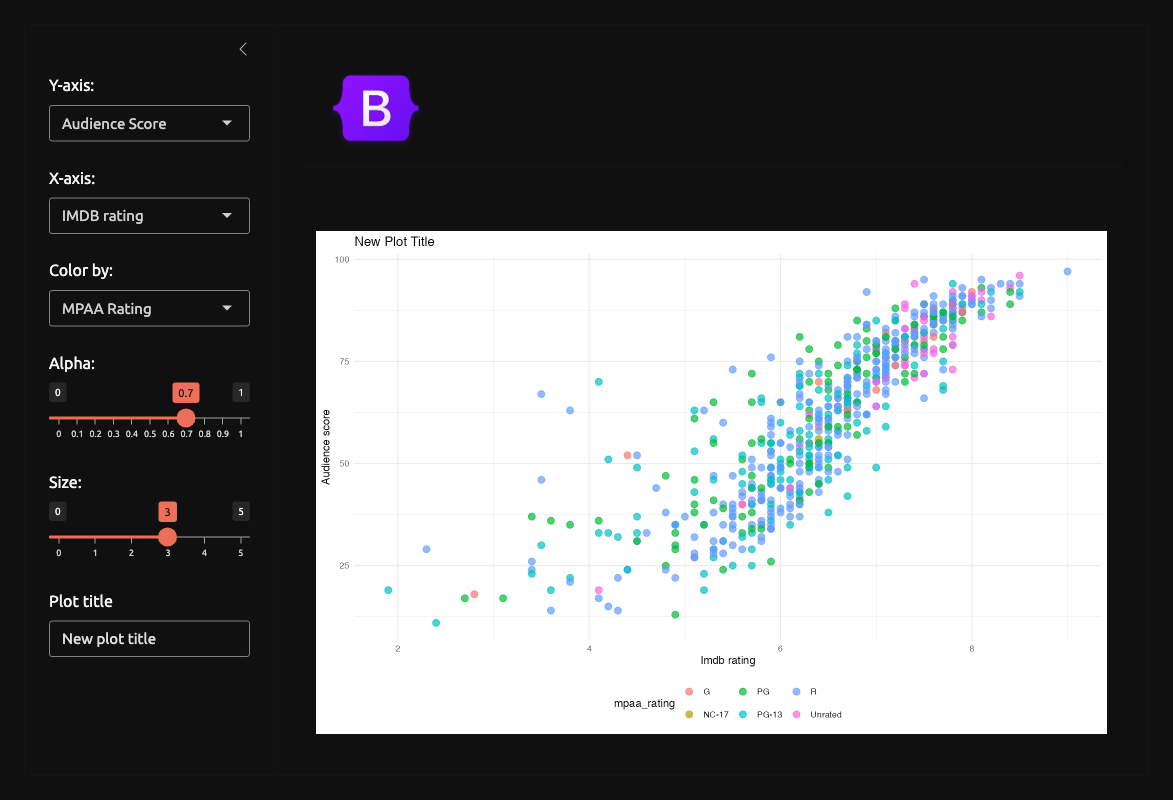 Y-axis:
Audience Score
X-axis:
IMDB rating
Color by:
MPAA Rating
Alpha:
0 0.7 1
0 0.1 0.2 0.3 0.4 0.5 0.6 0.7 0.8 0.9 1
Size:
0 3 5
0 1 2 3 4 5
Plot title
New plot title
B
New Plot Title
100
75
50
25
Audience score
2 4 6 8
Imdb rating
mpaa_rating
G PG R
NC-17 PG-13 Unrated